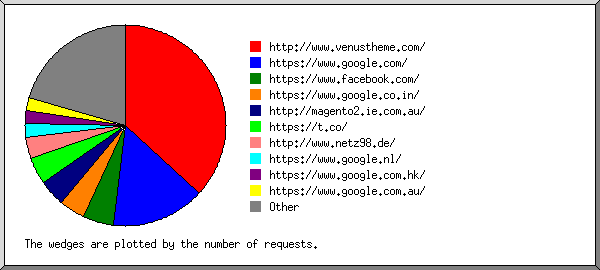 http://www.venustheme.com/
https://www.google.com/
https://www.facebook.com/
https://www.google.co.in/
http://magento2.ie.com.au/
https://t.co/
http://www.netz98.de/
https://www.google.nl/
https://www.google.com.hk/
https://www.google.com.au/
Other
The wedges are plotted by the number of requests.